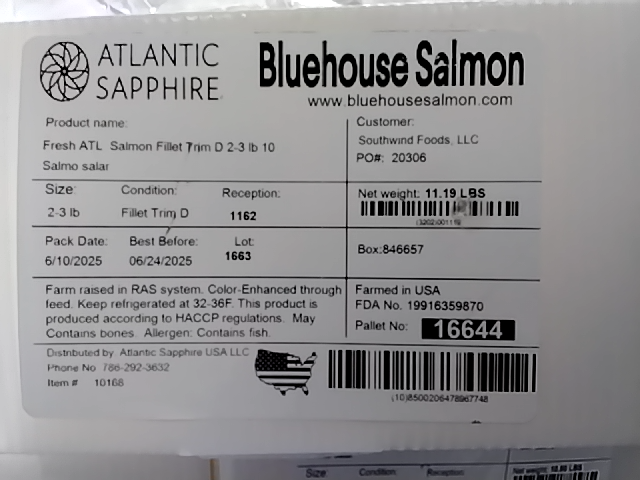 ATLANTIC
SAPPHIRE
Bluehouse Salmon
www.bluehousesalmon.com
Product name:
Fresh ATL Salmon Fillet Trim D 2-3 lb 10
Salmo salar
Customer:
Southwind Foods, LLC
PO#: 20306
Size: Condition: Reception:
2-3 lb Fillet Trim D 1162
Net weight: 11.19 LBS
Pack Date: Best Before: Lot:
6/10/2025 06/24/2025 1663
Box:846657
Farm raised in RAS system. Color-Enhanced through
feed. Keep refrigerated at 32-36F. This product is
produced according to HACCP regulations. May
Contains bones. Allergen: Contains fish.
Farmed in USA
FDA No. 19916359870
Pallet No: 16644
Distributed by Atlantic Sapphire USA LLC
Phone No 786-292-3632
Item # 10168
(10)8500206478967748
Size: Condition: Reception:
Net weight: